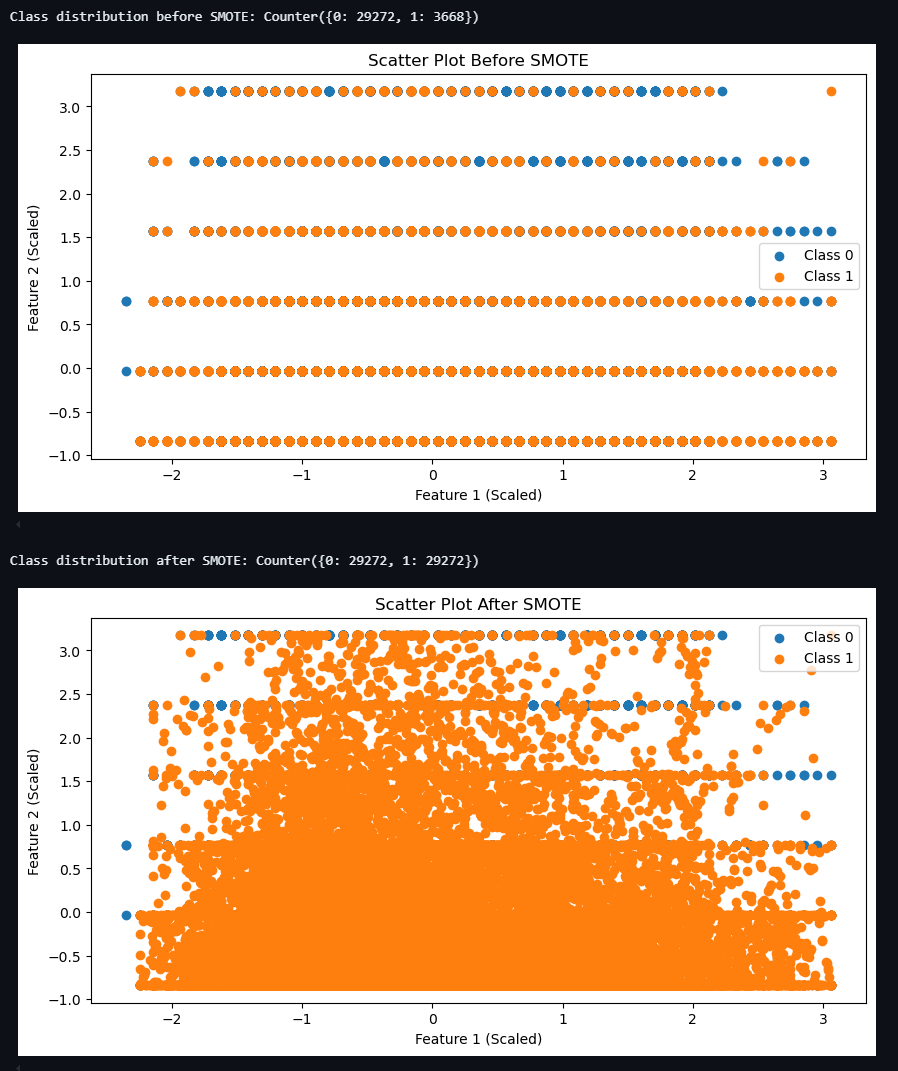 Class distribution before SMOTE: Counter({0: 29272, 1: 3668})
Scatter Plot Before SMOTE
3.0
2.5
2.0
1.5
1.0
0.5
0.0
−0.5
−1.0
Feature 2 (Scaled)
Class 0
Class 1
−2
−1
0
1
2
3
Feature 1 (Scaled)
Class distribution after SMOTE: Counter({0: 29272, 1: 29272})
Scatter Plot After SMOTE
3.0
2.5
2.0
1.5
1.0
0.5
0.0
−0.5
−1.0
Feature 2 (Scaled)
Class 0
Class 1
−2
−1
0
1
2
3
Feature 1 (Scaled)